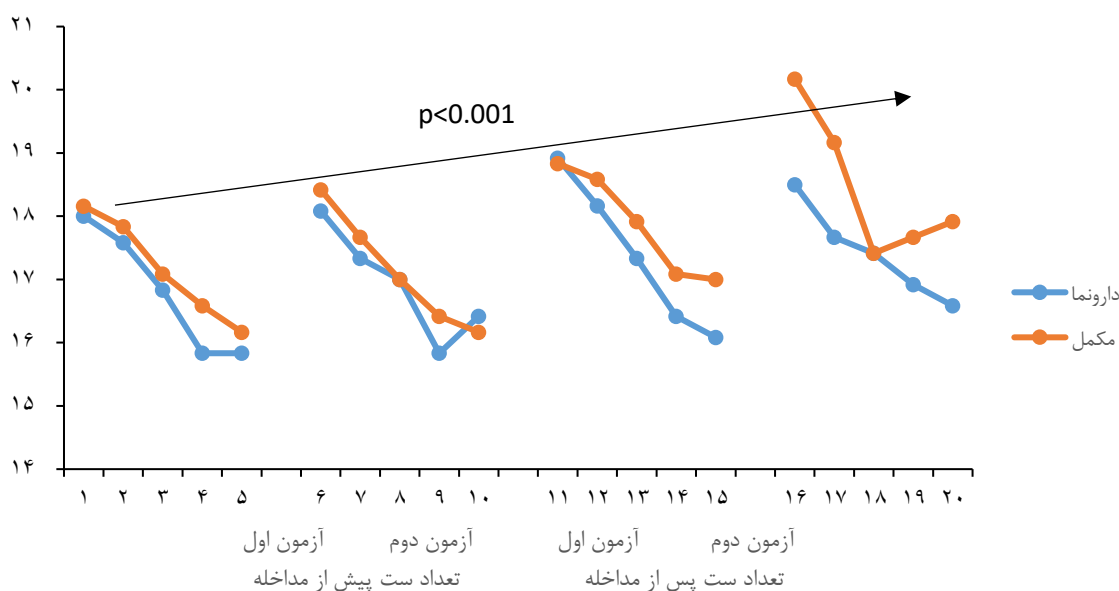 ۲۱
۲۰
۱۹
۱۸
۱۷
۱۶
۱۵
۱۴
p<0.001
دارونما
مکمل
۱ ۲ ۳ ۴ ۵ ۶ ۷ ۸ ۹ ۱۰ ۱۱ ۱۲ ۱۳ ۱۴ ۱۵ ۱۶ ۱۷ ۱۸ ۱۹ ۲۰
آزمون اول آزمون دوم آزمون اول آزمون دوم
تعداد ست پیش از مداخله تعداد ست پس از مداخله